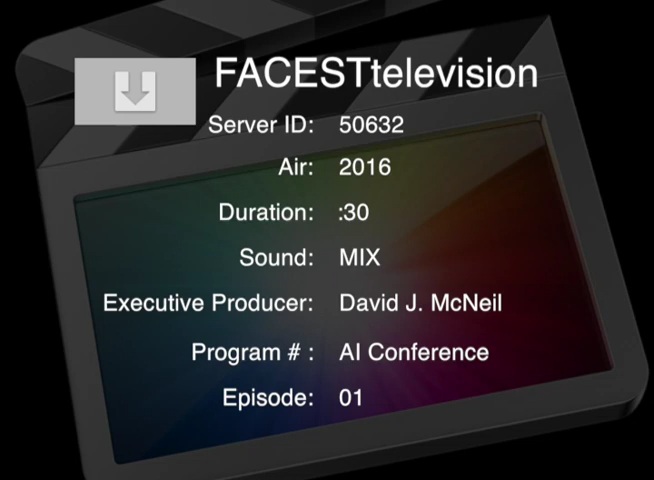 FACESTtelevision
Server ID: 50632
Air: 2016
Duration: :30
Sound: MIX
Executive Producer: David J. McNeil
Program # : AI Conference
Episode: 01